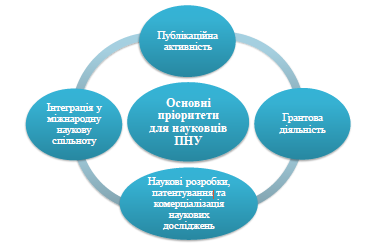 Публікаційна
активність
Інтеграція у
міжнародну
наукову
спільноту
Основні
пріоритети
для науковців
ПНУ
Грантова
діяльність
Наукові розробки,
патентування та
комерціалізація
наукових
досліджень